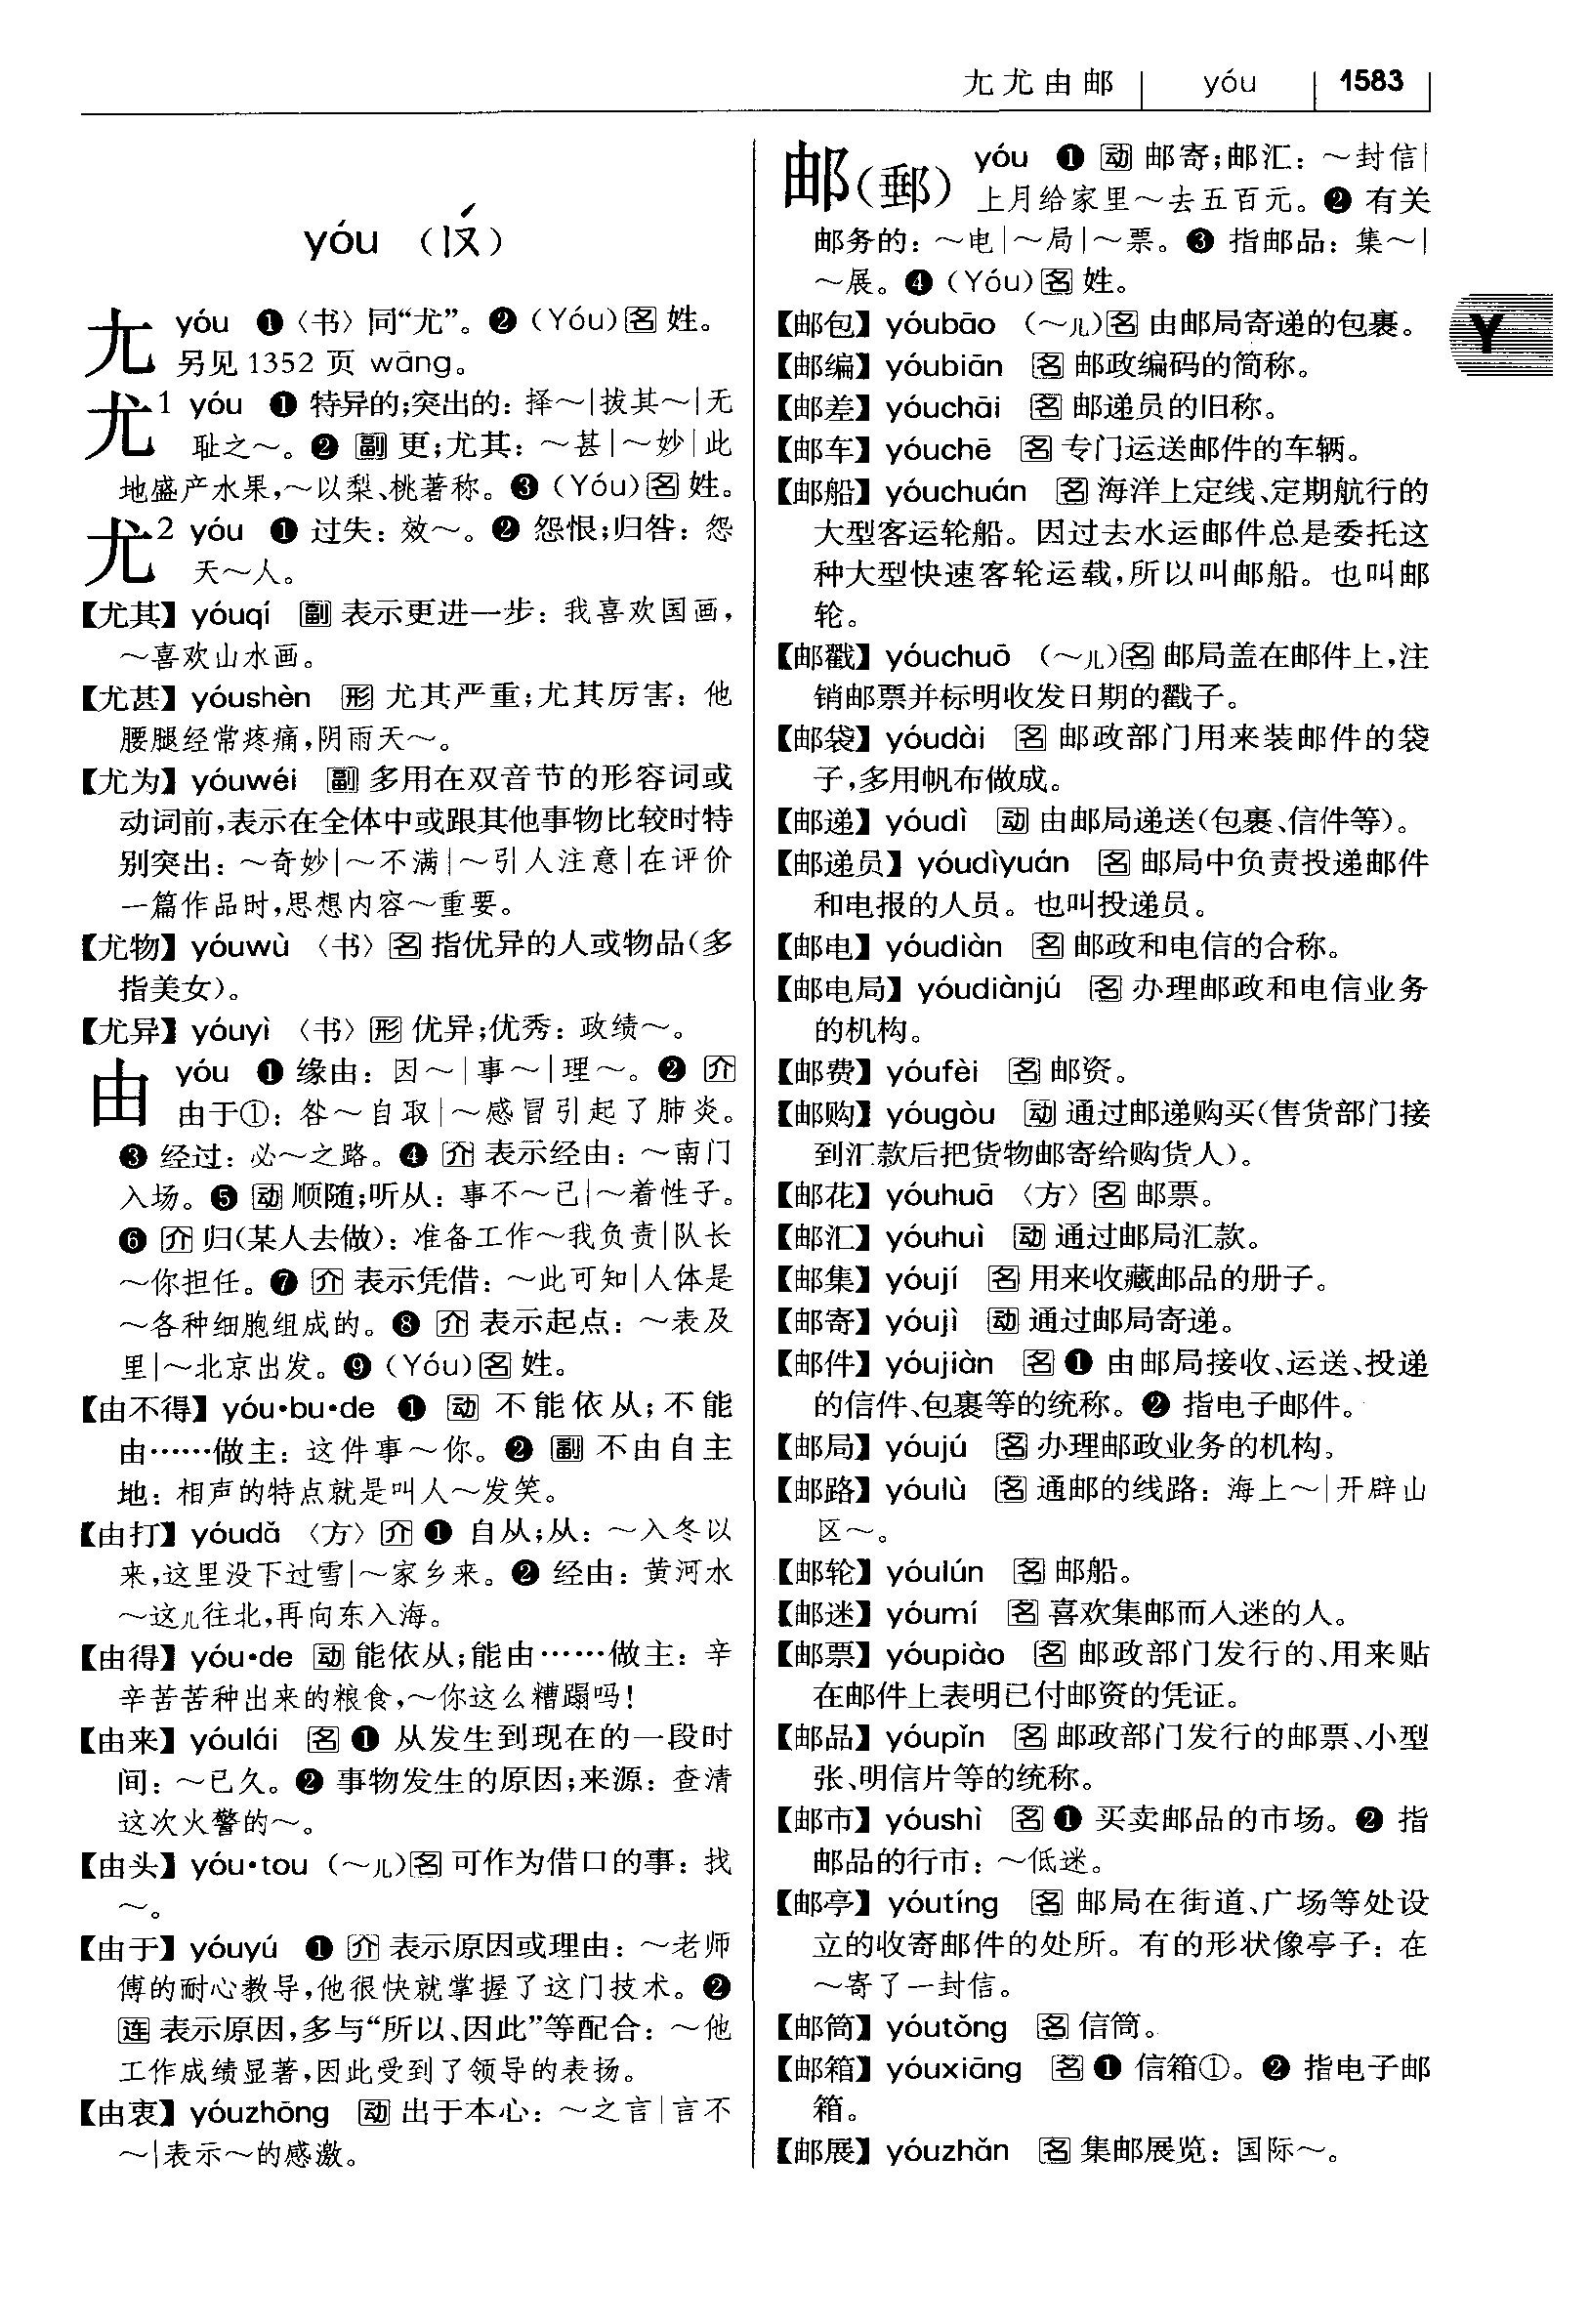 尢尤由邮 yóu 1583
yóu （ㄧㄡˊ）
尢 yóu ❶〈书〉同“尤”。❷（Yóu）名 姓。
另见1352页 wāng。
尤1 yóu ❶ 特异的；突出的：择～|拔其～|无
耻之～。❷ 副 更；尤其：～甚|～妙|此
地盛产水果，～以梨、桃著称。❸（Yóu）名 姓。
尤2 yóu ❶ 过失：效～。❷ 怨恨；归咎：怨
天～人。
【尤其】yóuqí 副 表示更进一步：我喜欢国画，
～喜欢山水画。
【尤甚】yóushèn 形 尤其严重；尤其厉害：他
腰腿经常疼痛，阴雨天～。
【尤为】yóuwéi 副 多用在双音节的形容词或
动词前，表示在全体中或跟其他事物比较时特
别突出：～奇妙|～不满|～引人注意|在评价
一篇作品时，思想内容～重要。
【尤物】yóuwù〈书〉名 指优异的人或物品（多
指美女）。
【尤异】yóuyì〈书〉形 优异；优秀：政绩～。
由 yóu ❶ 缘由：因～|事～|理～。❷ 介
由于①：咎～自取|～感冒引起了肺炎。
❸ 经过：必～之路。❹ 介 表示经由：～南门
入场。❺ 动 顺随；听从：事不～己|～着性子。
❻ 介 归（某人去做）：准备工作～我负责|队长
～你担任。❼ 介 表示凭借：～此可知|人体是
～各种细胞组成的。❽ 介 表示起点：～表及
里|～北京出发。❾（Yóu）名 姓。
【由不得】yóu•bu•de ❶ 动 不能依从；不能
由……做主：这件事～你。❷ 副 不由自主
地：相声的特点就是叫人～发笑。
【由打】yóudǎ〈方〉介 ❶ 自从；从：～入冬以
来，这里没下过雪|～家乡来。❷ 经由：黄河水
～这儿往北，再向东入海。
【由得】yóu•de 动 能依从；能由……做主：辛
辛苦苦种出来的粮食，～你这么糟蹋吗！
【由来】yóulái 名 ❶ 从发生到现在的一段时
间：～已久。❷ 事物发生的原因；来源：查清
这次火警的～。
【由头】yóu•tou（～儿）名 可作为借口的事：找
～。
【由于】yóuyú ❶ 介 表示原因或理由：～老师
傅的耐心教导，他很快就掌握了这门技术。❷
连 表示原因，多与“所以、因此”等配合：～他
工作成绩显著，因此受到了领导的表扬。
【由衷】yóuzhōng 动 出于本心：～之言|言不
～|表示～的感激。
邮（郵） yóu ❶ 动 邮寄；邮汇：～封信|
上月给家里～去五百元。❷ 有关
邮务的：～电|～局|～票。❸ 指邮品：集～|
～展。❹（Yóu）名 姓。
【邮包】yóubāo（～儿）名 由邮局寄递的包裹。
【邮编】yóubiān 名 邮政编码的简称。
【邮差】yóuchāi 名 邮递员的旧称。
【邮车】yóuchē 名 专门运送邮件的车辆。
【邮船】yóuchuán 名 海洋上定线、定期航行的
大型客运轮船。因过去水运邮件总是委托这
种大型快速客轮运载，所以叫邮船。也叫邮
轮。
【邮戳】yóuchuō（～儿）名 邮局盖在邮件上，注
销邮票并标明收发日期的戳子。
【邮袋】yóudài 名 邮政部门用来装邮件的袋
子，多用帆布做成。
【邮递】yóudì 动 由邮局递送（包裹、信件等）。
【邮递员】yóudìyuán 名 邮局中负责投递邮件
和电报的人员。也叫投递员。
【邮电】yóudiàn 名 邮政和电信的合称。
【邮电局】yóudiànjú 名 办理邮政和电信业务
的机构。
【邮费】yóufèi 名 邮资。
【邮购】yóugòu 动 通过邮递购买（售货部门接
到汇款后把货物邮寄给购货人）。
【邮花】yóuhuā〈方〉名 邮票。
【邮汇】yóuhuì 动 通过邮局汇款。
【邮集】yóují 名 用来收藏邮品的册子。
【邮寄】yóujì 动 通过邮局寄递。
【邮件】yóujiàn 名 ❶ 由邮局接收、运送、投递
的信件、包裹等的统称。❷ 指电子邮件。
【邮局】yóujú 名 办理邮政业务的机构。
【邮路】yóulù 名 通邮的线路：海上～|开辟山
区～。
【邮轮】yóulún 名 邮船。
【邮迷】yóumí 名 喜欢集邮而入迷的人。
【邮票】yóupiào 名 邮政部门发行的、用来贴
在邮件上表明已付邮资的凭证。
【邮品】yóupǐn 名 邮政部门发行的邮票、小型
张、明信片等的统称。
【邮市】yóushì 名 ❶ 买卖邮品的市场。❷ 指
邮品的行市：～低迷。
【邮亭】yóutíng 名 邮局在街道、广场等处设
立的收寄邮件的处所。有的形状像亭子：在
～寄了一封信。
【邮筒】yóutǒng 名 信筒。
【邮箱】yóuxiāng 名 ❶ 信箱①。❷ 指电子邮
箱。
【邮展】yóuzhǎn 名 集邮展览：国际～。
Y